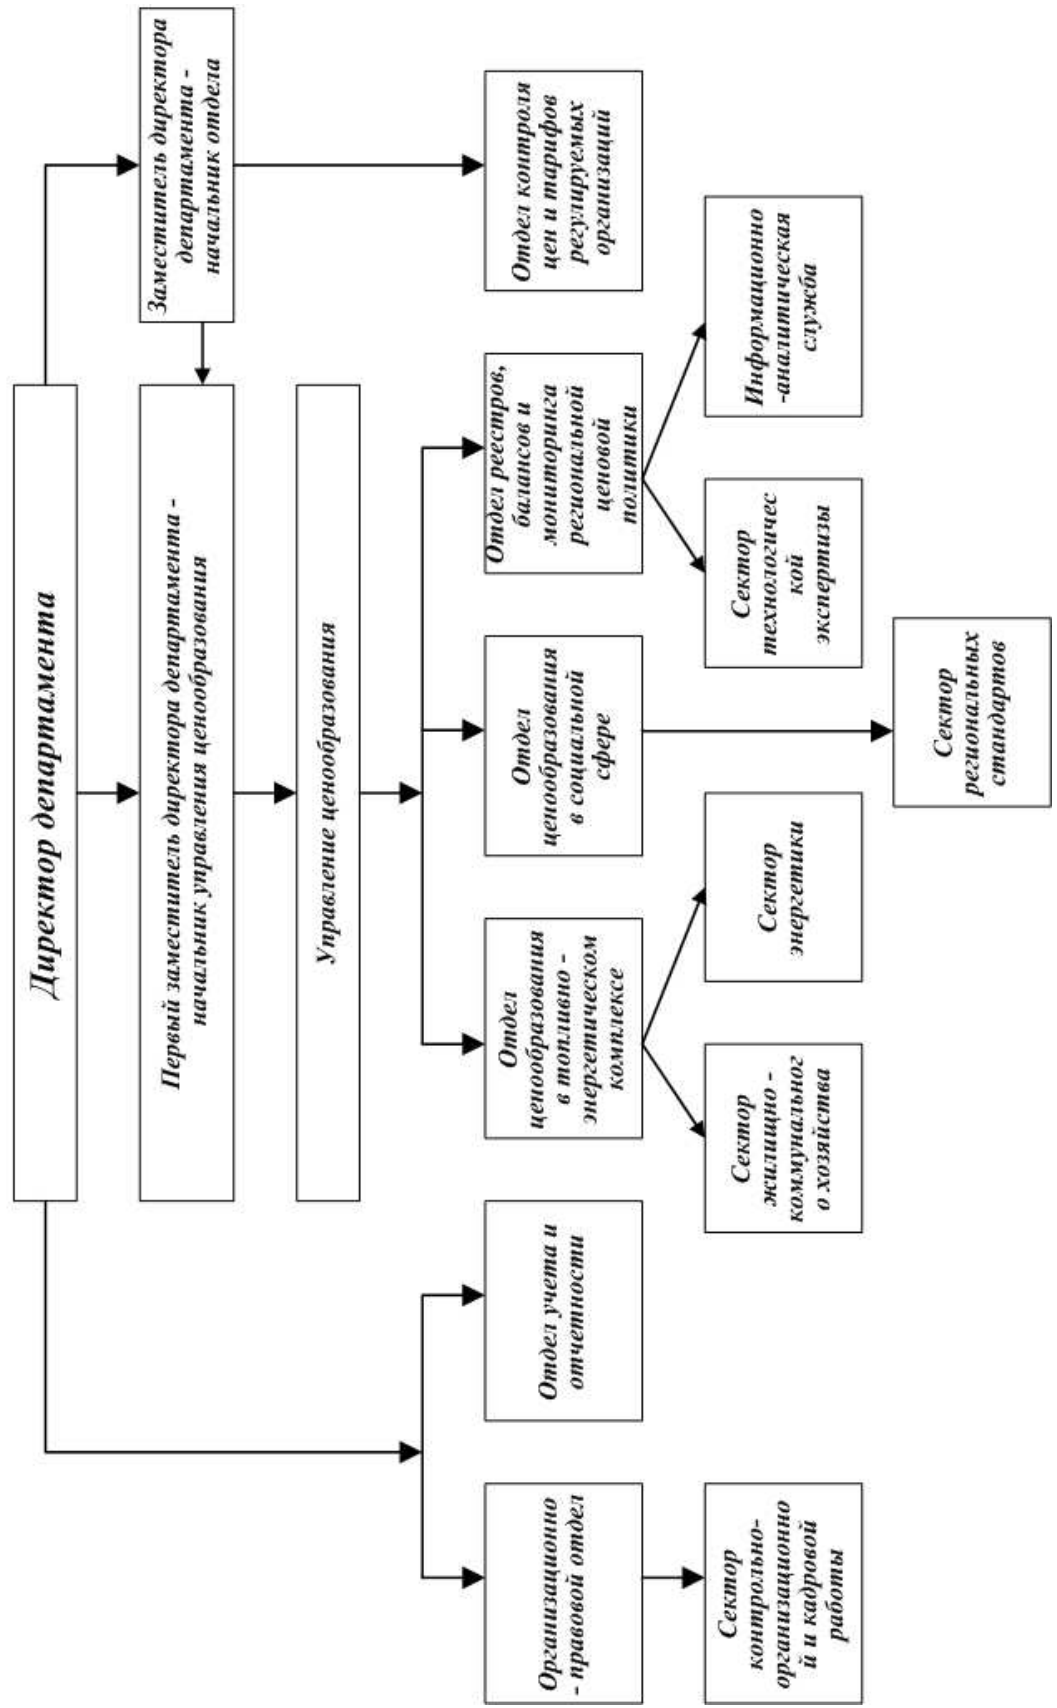 Директор департамента
Первый заместитель директора департамента -
начальник управления ценообразования
Заместитель директора
департамента -
начальник отдела
Управление ценообразования
Организационно
- правовой отдел
Отдел учета и
отчетности
Отдел
ценообразования
в топливно -
энергетическом
комплексе
Отдел
ценообразования
в социальной
сфере
Отдел реестров,
балансов и
мониторинга
региональной
ценовой
политики
Отдел контроля
цен и тарифов
регулируемых
организаций
Сектор
контрольно-
организационно
й и кадровой
работы
Сектор
жилищно -
коммунальног
о хозяйства
Сектор
энергетики
Сектор
технологичес
кой
экспертизы
Информационно
-аналитическая
служба
Сектор
региональных
стандартов